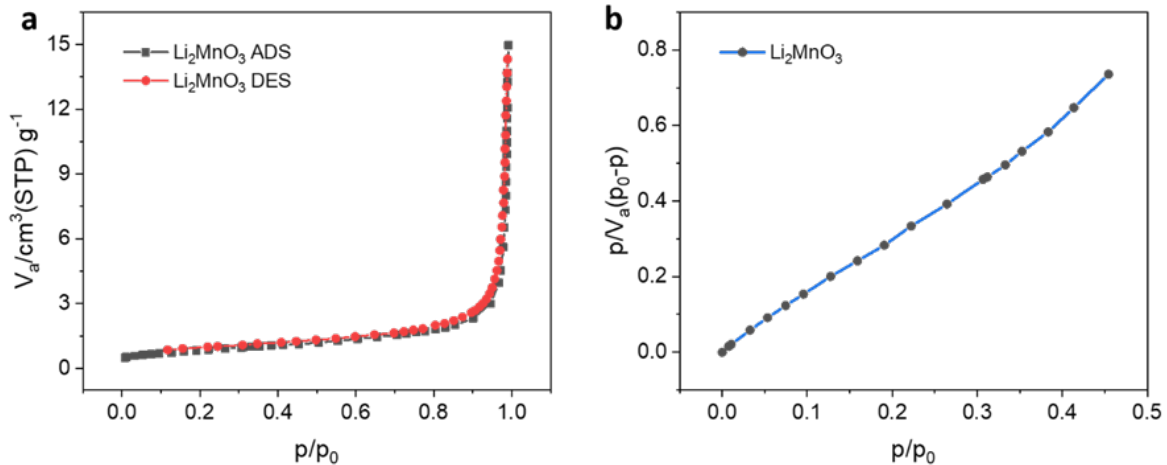 a
Li₂MnO₃ ADS
Li₂MnO₃ DES
Vₐ/cm³(STP) g⁻¹
15
12
9
6
3
0
0.0 0.2 0.4 0.6 0.8 1.0
p/p₀
b
Li₂MnO₃
p/Vₐ(p₀-p)
0.8
0.6
0.4
0.2
0.0
0.0 0.1 0.2 0.3 0.4 0.5
p/p₀